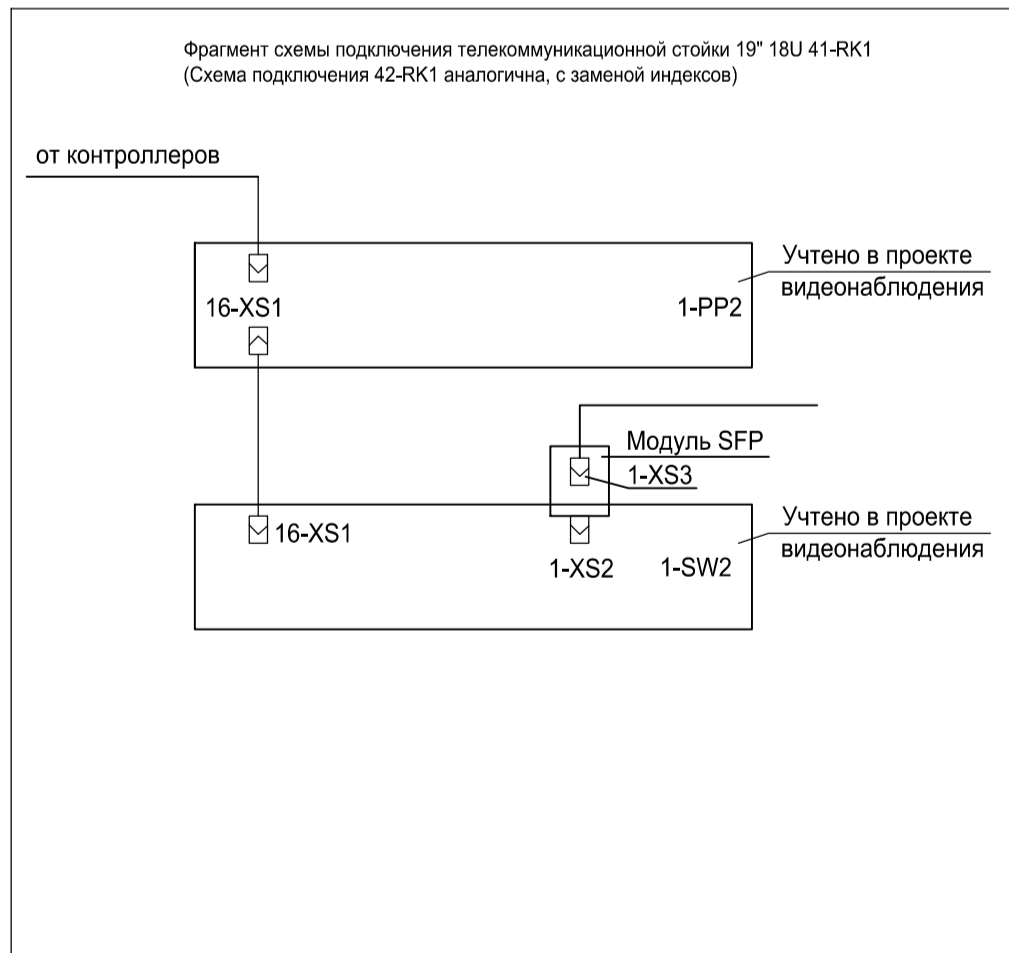 Фрагмент схемы подключения телекоммуникационной стойки 19" 18U 41-RK1
(Схема подключения 42-RK1 аналогична, с заменой индексов)
от контроллеров
Учтено в проекте
видеонаблюдения
16-XS1
1-PP2
Модуль SFP
1-XS3
16-XS1
Учтено в проекте
видеонаблюдения
1-XS2
1-SW2